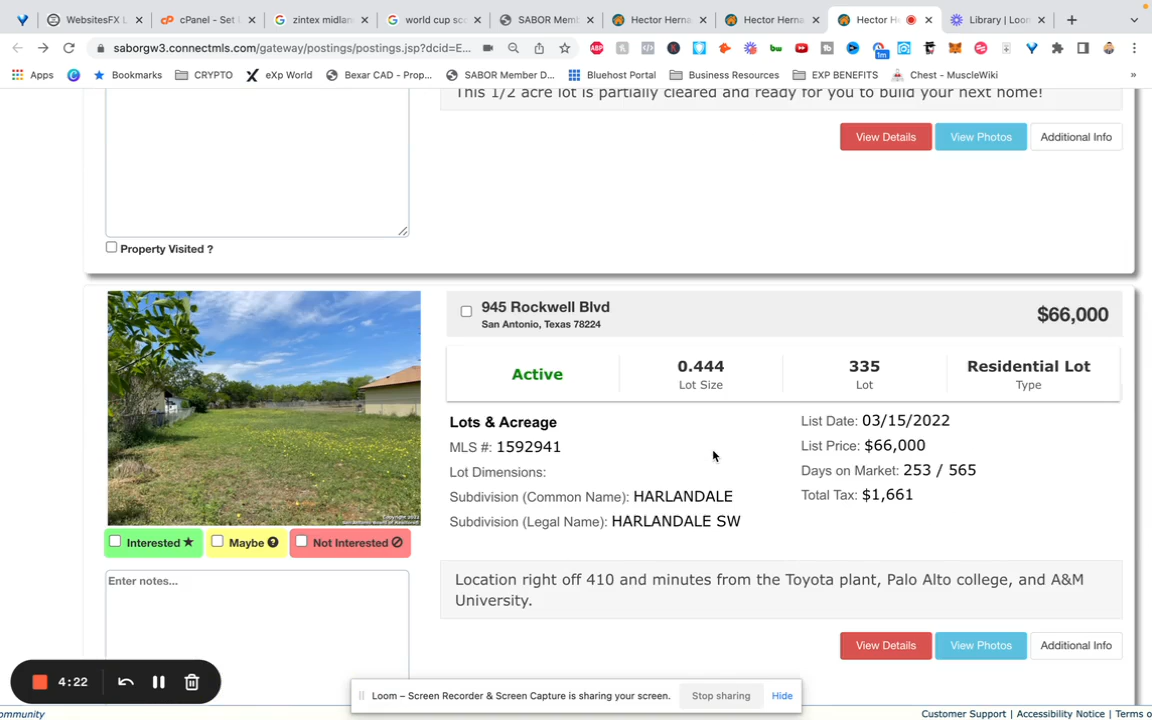 WebsitesFX L
cPanel - Set
zintex midlan
world cup sco
SABOR Mem
Hector Herna
Hector Herna
Hector H
Library | Loon
saborgw3.connectmls.com/gateway/postings/postings.jsp?dcid=E...
ABP
1m
Apps
Bookmarks
CRYPTO
eXp World
Bexar CAD - Prop...
SABOR Member D...
Bluehost Portal
Business Resources
EXP BENEFITS
Chest - MuscleWiki
»
This 1/2 acre lot is partially cleared and ready for you to build your next home!
View Details
View Photos
Additional Info
Property Visited ?
945 Rockwell Blvd
San Antonio, Texas 78224
$66,000
Active
0.444
Lot Size
335
Lot
Residential Lot
Type
Lots & Acreage
MLS #: 1592941
Lot Dimensions:
Subdivision (Common Name): HARLANDALE
Subdivision (Legal Name): HARLANDALE SW
List Date: 03/15/2022
List Price: $66,000
Days on Market: 253 / 565
Total Tax: $1,661
Interested
Maybe
Not Interested
Enter notes...
Location right off 410 and minutes from the Toyota plant, Palo Alto college, and A&M
University.
View Details
View Photos
Additional Info
4:22
Loom – Screen Recorder & Screen Capture is sharing your screen.
Stop sharing
Hide
ommunity
Customer Support | Accessibility Notice | Terms o